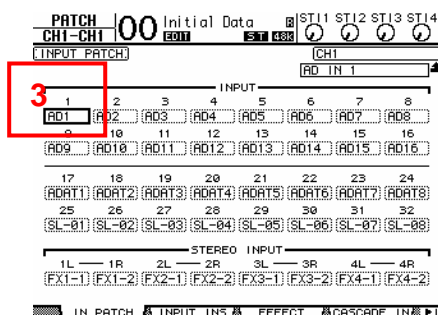 PATCH 00 Initial Data R ST11 ST12 ST13 ST14
CH1-CH1 EDIT ST 48k
INPUT PATCH CH1
AD IN 1
INPUT
3
1 2 3 4 5 6 7 8
AD1 AD2 AD3 AD4 AD5 AD6 AD7 AD8
9 10 11 12 13 14 15 16
AD9 AD10 AD11 AD12 AD13 AD14 AD15 AD16
17 18 19 20 21 22 23 24
ADAT1 ADAT2 ADAT3 ADAT4 ADAT5 ADAT6 ADAT7 ADAT8
25 26 27 28 29 30 31 32
SL-01 SL-02 SL-03 SL-04 SL-05 SL-06 SL-07 SL-08
STEREO INPUT
1L 1R 2L 2R 3L 3R 4L 4R
FX1-1 FX1-2 FX2-1 FX2-2 FX3-1 FX3-2 FX4-1 FX4-2
IN PATCH INPUT INS EFFECT CASCADE IN